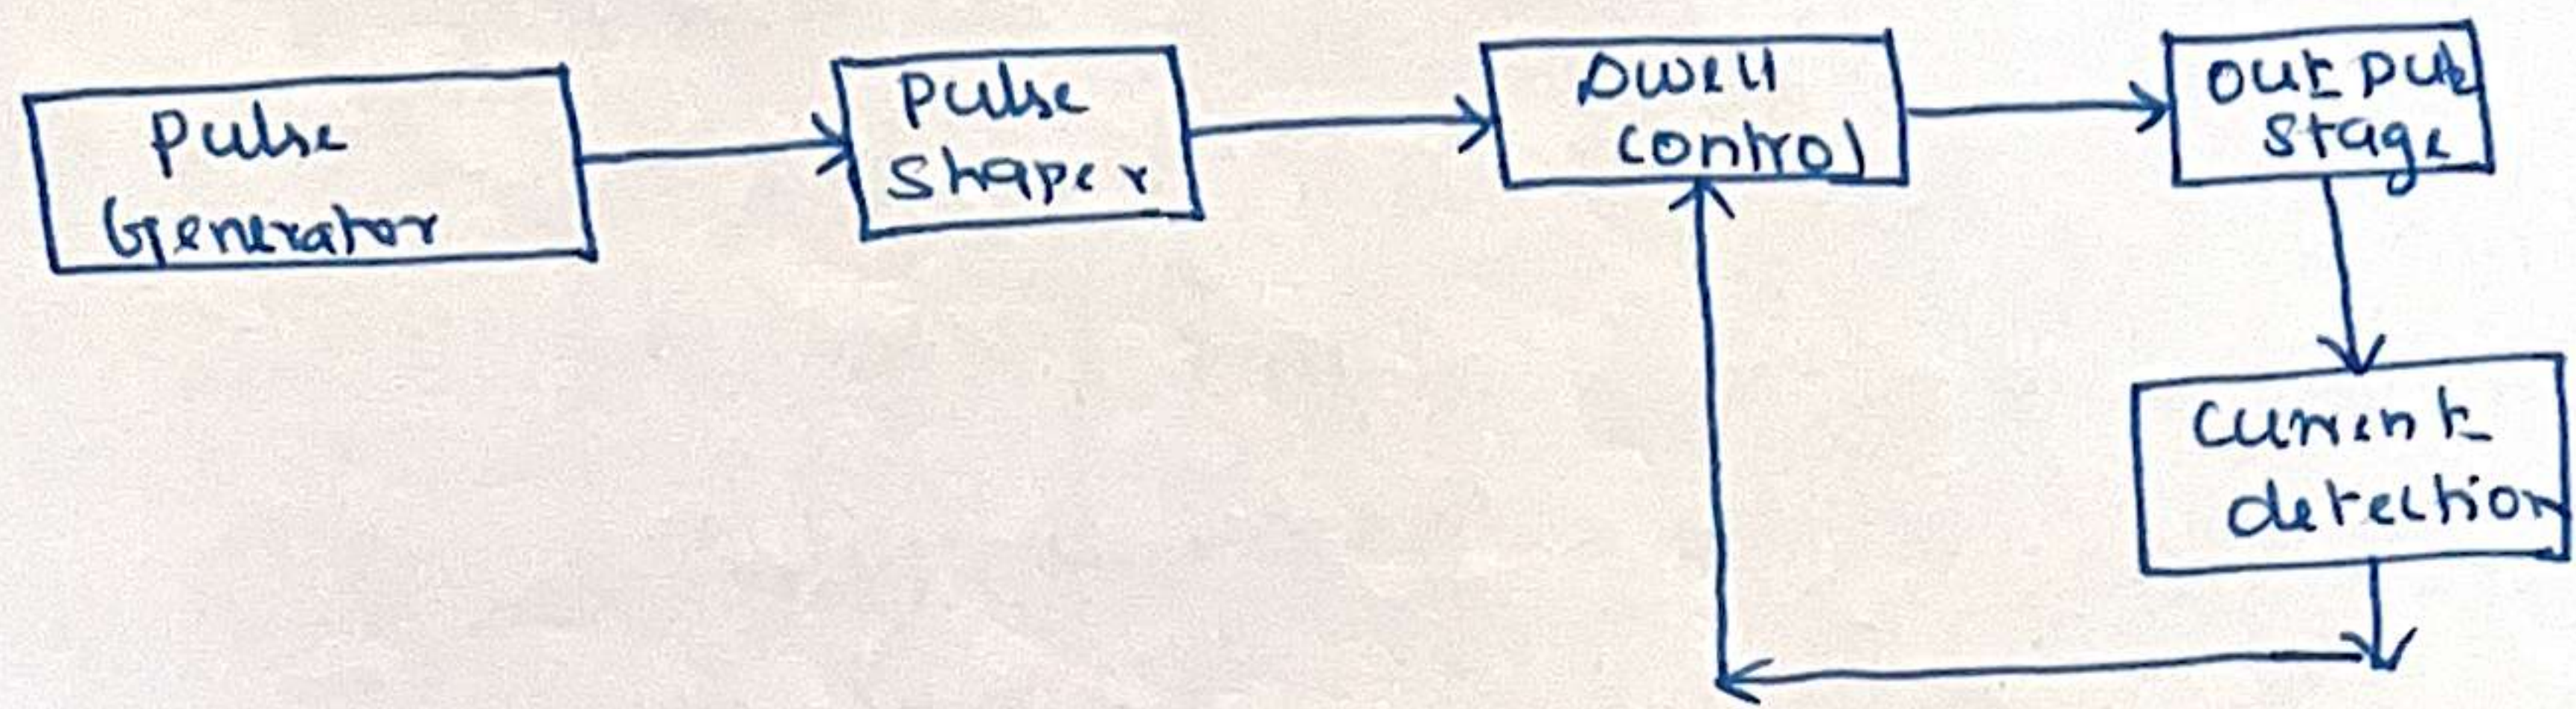 Pulse
Generator
Pulse
Shaper
Dwell
Control
Output
Stage
Current
detection